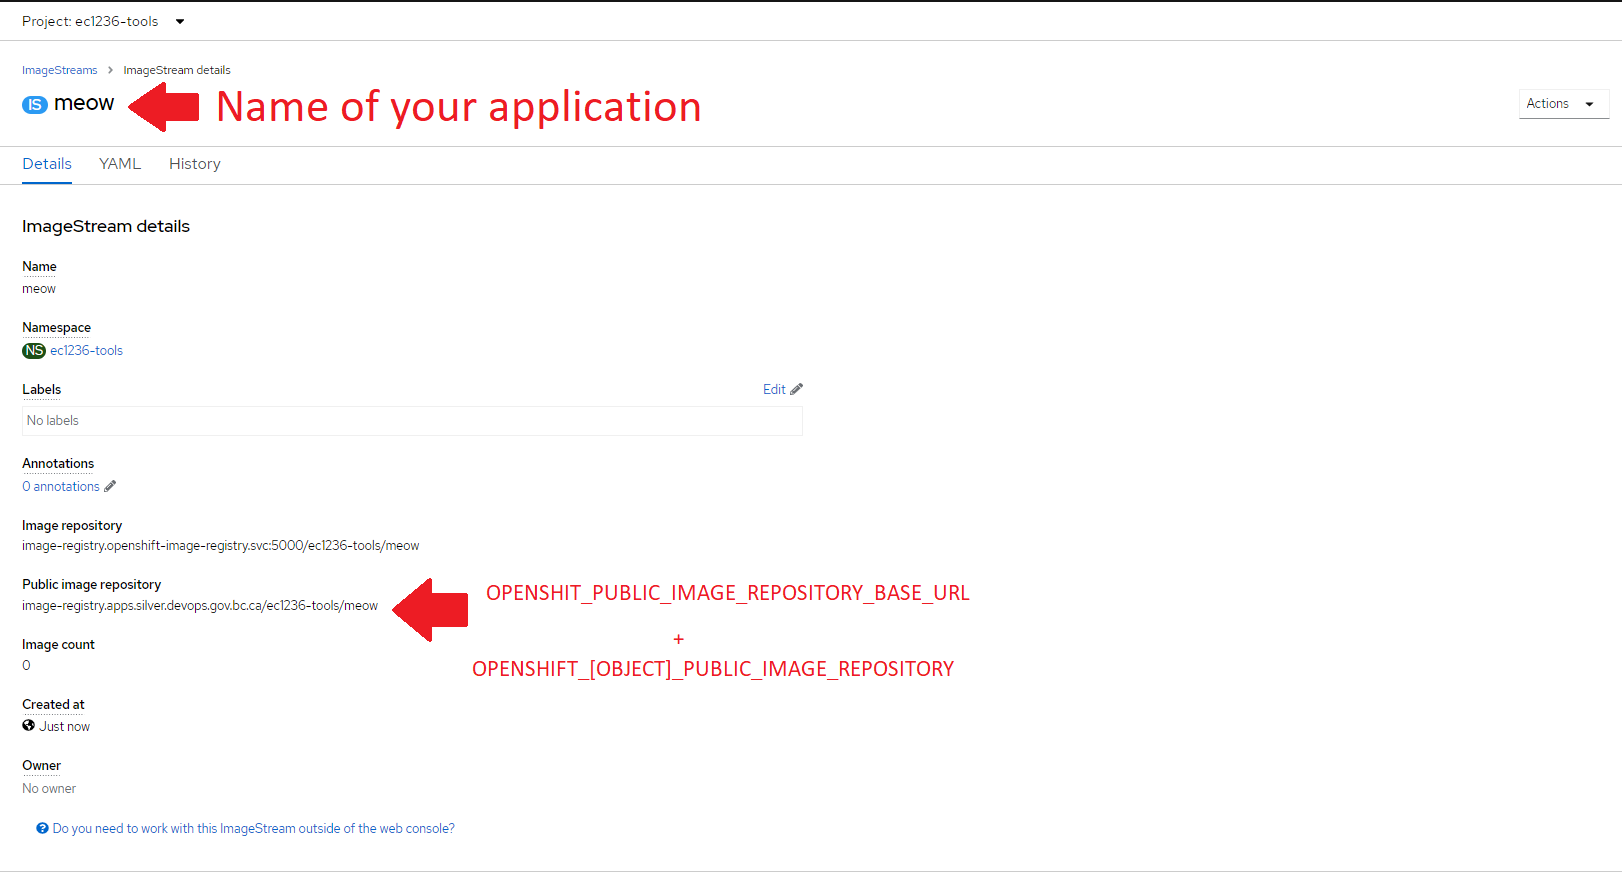 Project: ec1236-tools
ImageStreams > ImageStream details
IS meow Name of your application
Actions
Details YAML History
ImageStream details
Name
meow
Namespace
NS ec1236-tools
Labels Edit
No labels
Annotations
0 annotations
Image repository
image-registry.openshift-image-registry.svc:5000/ec1236-tools/meow
Public image repository
image-registry.apps.silver.devops.gov.bc.ca/ec1236-tools/meow
OPENSHIT_PUBLIC_IMAGE_REPOSITORY_BASE_URL
+
OPENSHIFT_[OBJECT]_PUBLIC_IMAGE_REPOSITORY
Image count
0
Created at
Just now
Owner
No owner
Do you need to work with this ImageStream outside of the web console?